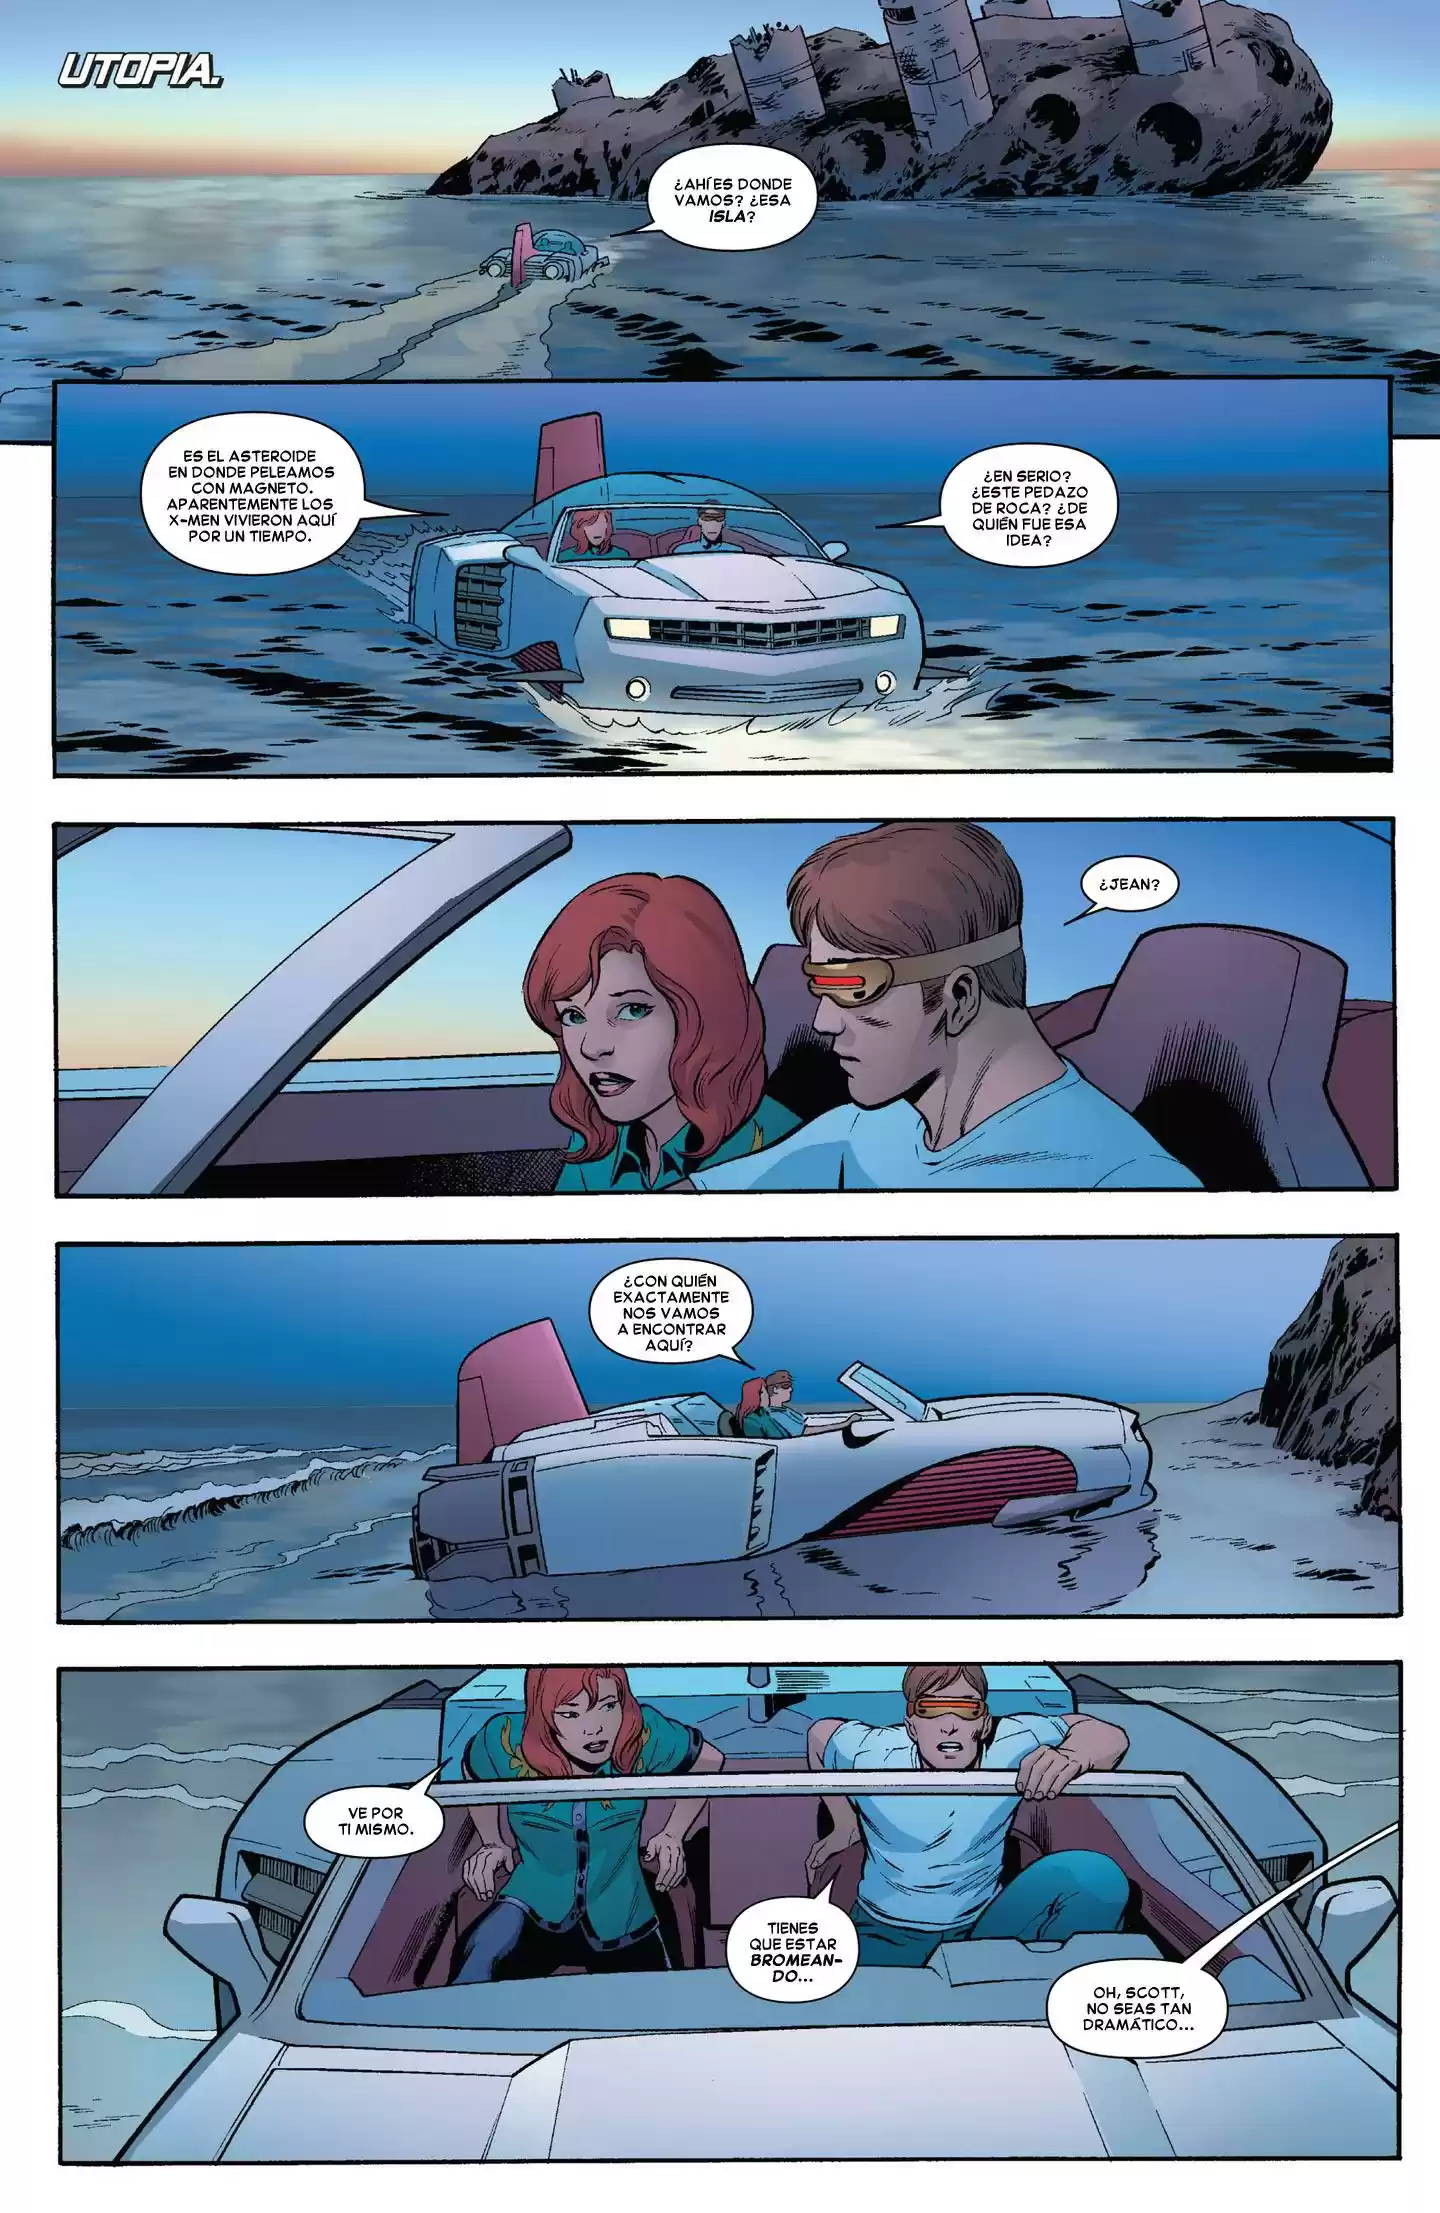 UTOPIA.
¿AHÍ ES DONDE
VAMOS? ¿ESA
ISLA?
ES EL ASTEROIDE
EN DONDE PELEAMOS
CON MAGNETO.
APARENTEMENTE LOS
X-MEN VIVIERON AQUÍ
POR UN TIEMPO.
¿EN SERIO?
¿ESTE PEDAZO
DE ROCA? ¿DE
QUIÉN FUE ESA
IDEA?
¿JEAN?
¿CON QUIÉN
EXACTAMENTE
NOS VAMOS
A ENCONTRAR
AQUÍ?
VE POR
TI MISMO.
TIENES
QUE ESTAR
BROMEAN-
DO...
OH, SCOTT,
NO SEAS TAN
DRAMÁTICO...